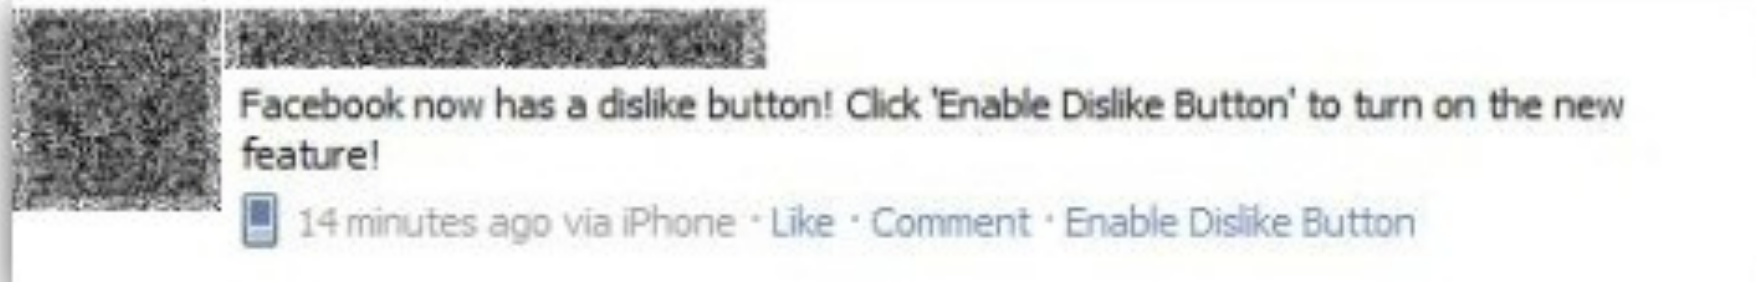 Facebook now has a dislike button! Click 'Enable Dislike Button' to turn on the new
feature!
14 minutes ago via iPhone · Like · Comment · Enable Dislike Button